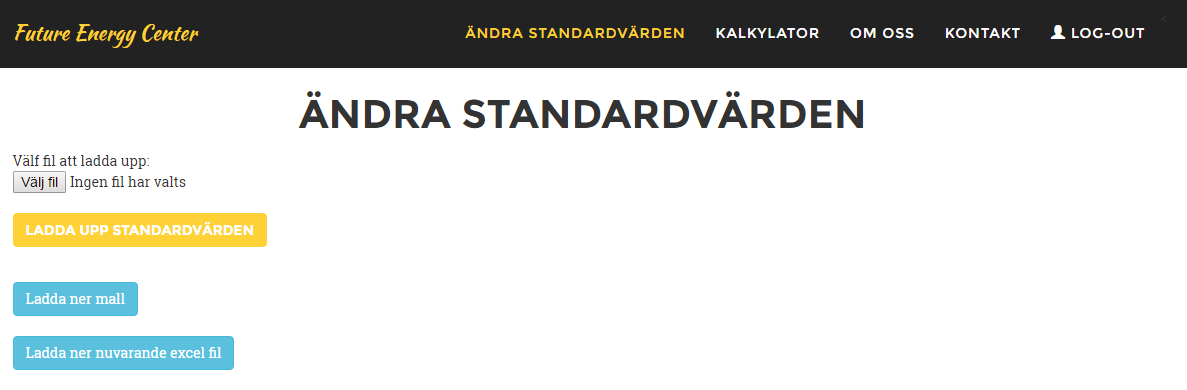 Future Energy Center ÄNDRA STANDARDVÄRDEN KALKYLATOR OM OSS KONTAKT LOG-OUT <
ÄNDRA STANDARDVÄRDEN
Välf fil att ladda upp:
Välj fil Ingen fil har valts
LADDA UPP STANDARDVÄRDEN
Ladda ner mall
Ladda ner nuvarande excel fil